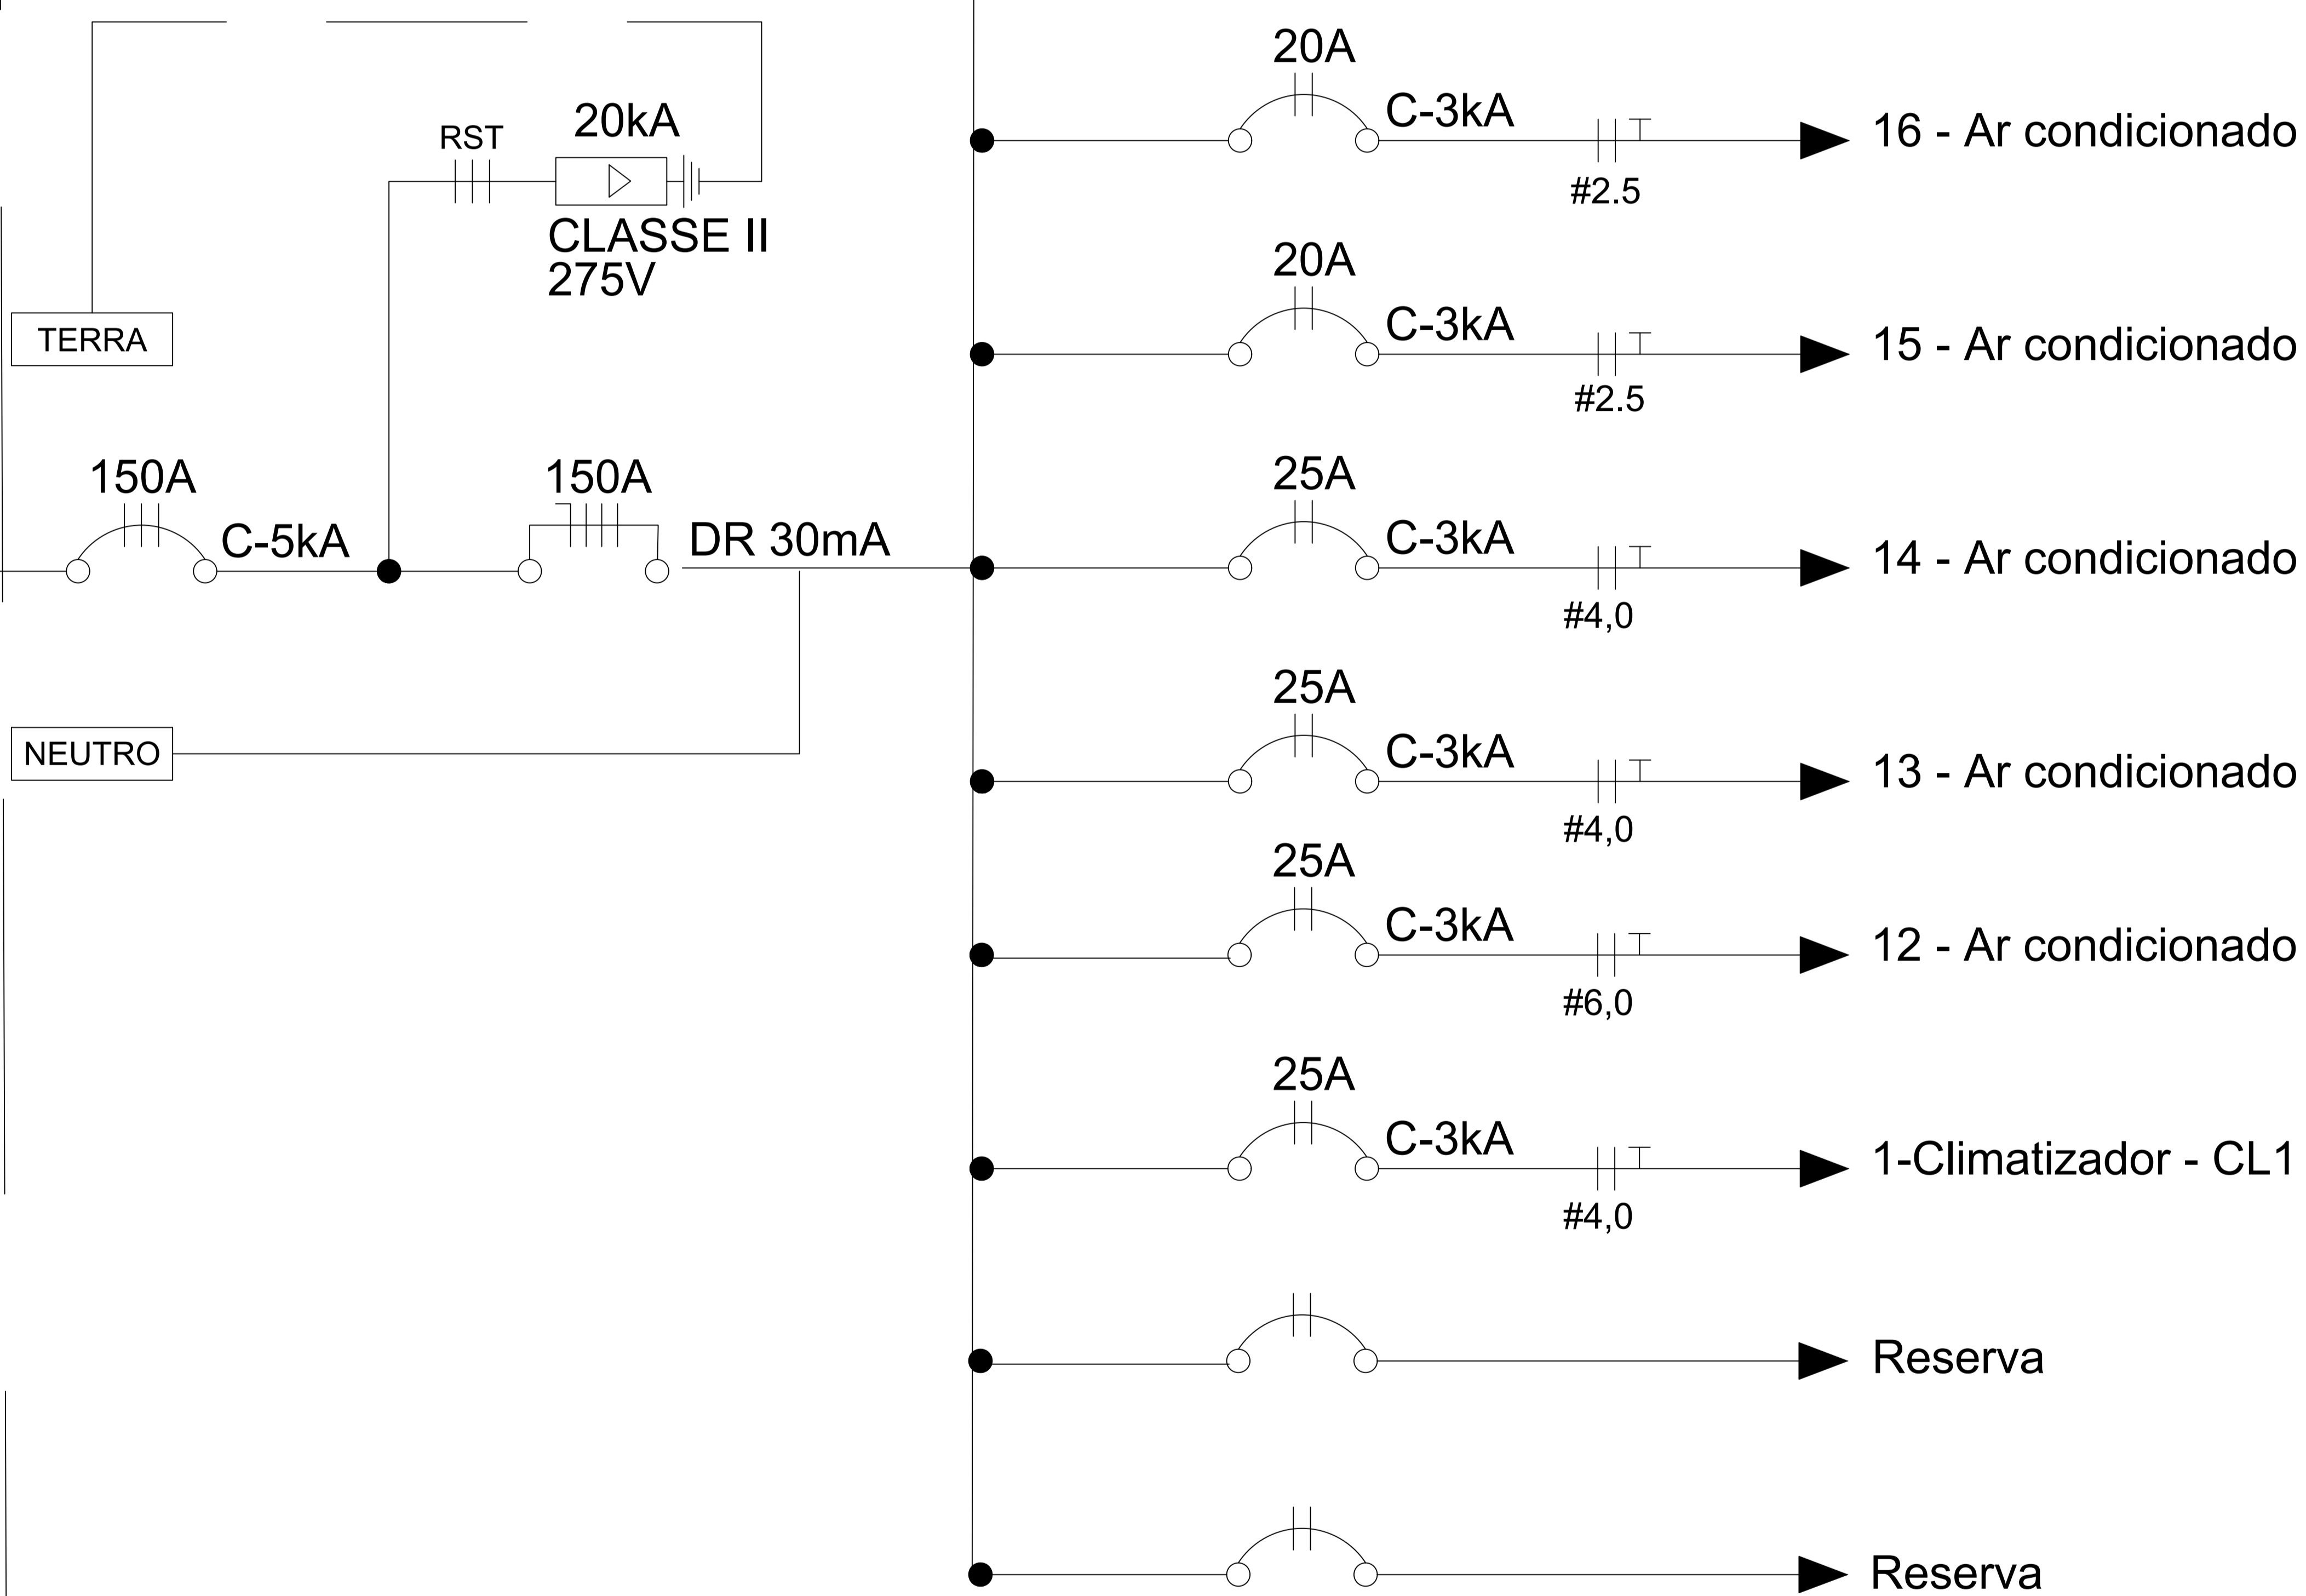 20A
C-3kA
16 - Ar condicionado
#2.5
20kA
RST
CLASSE II
275V
20A
C-3kA
15 - Ar condicionado
#2.5
TERRA
150A
C-5kA
150A
DR 30mA
25A
C-3kA
14 - Ar condicionado
#4,0
25A
C-3kA
13 - Ar condicionado
#4,0
NEUTRO
25A
C-3kA
12 - Ar condicionado
#6,0
25A
C-3kA
1-Climatizador - CL1
#4,0
Reserva
Reserva